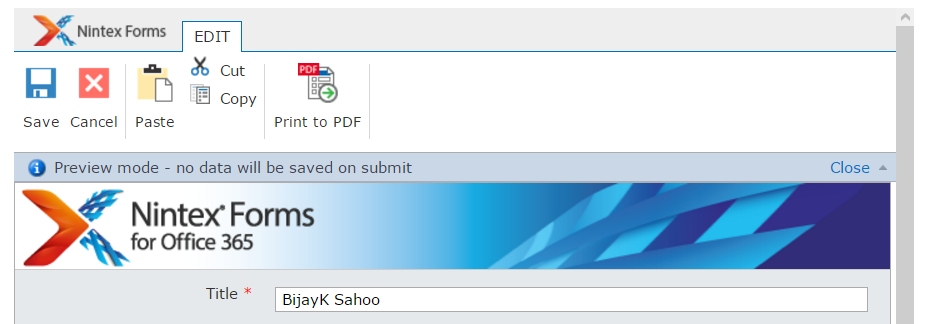 Nintex Forms EDIT
Cut
Copy
Save Cancel Paste Print to PDF
PDF
Preview mode - no data will be saved on submit Close
Nintex® Forms
for Office 365
Title * BijayK Sahoo